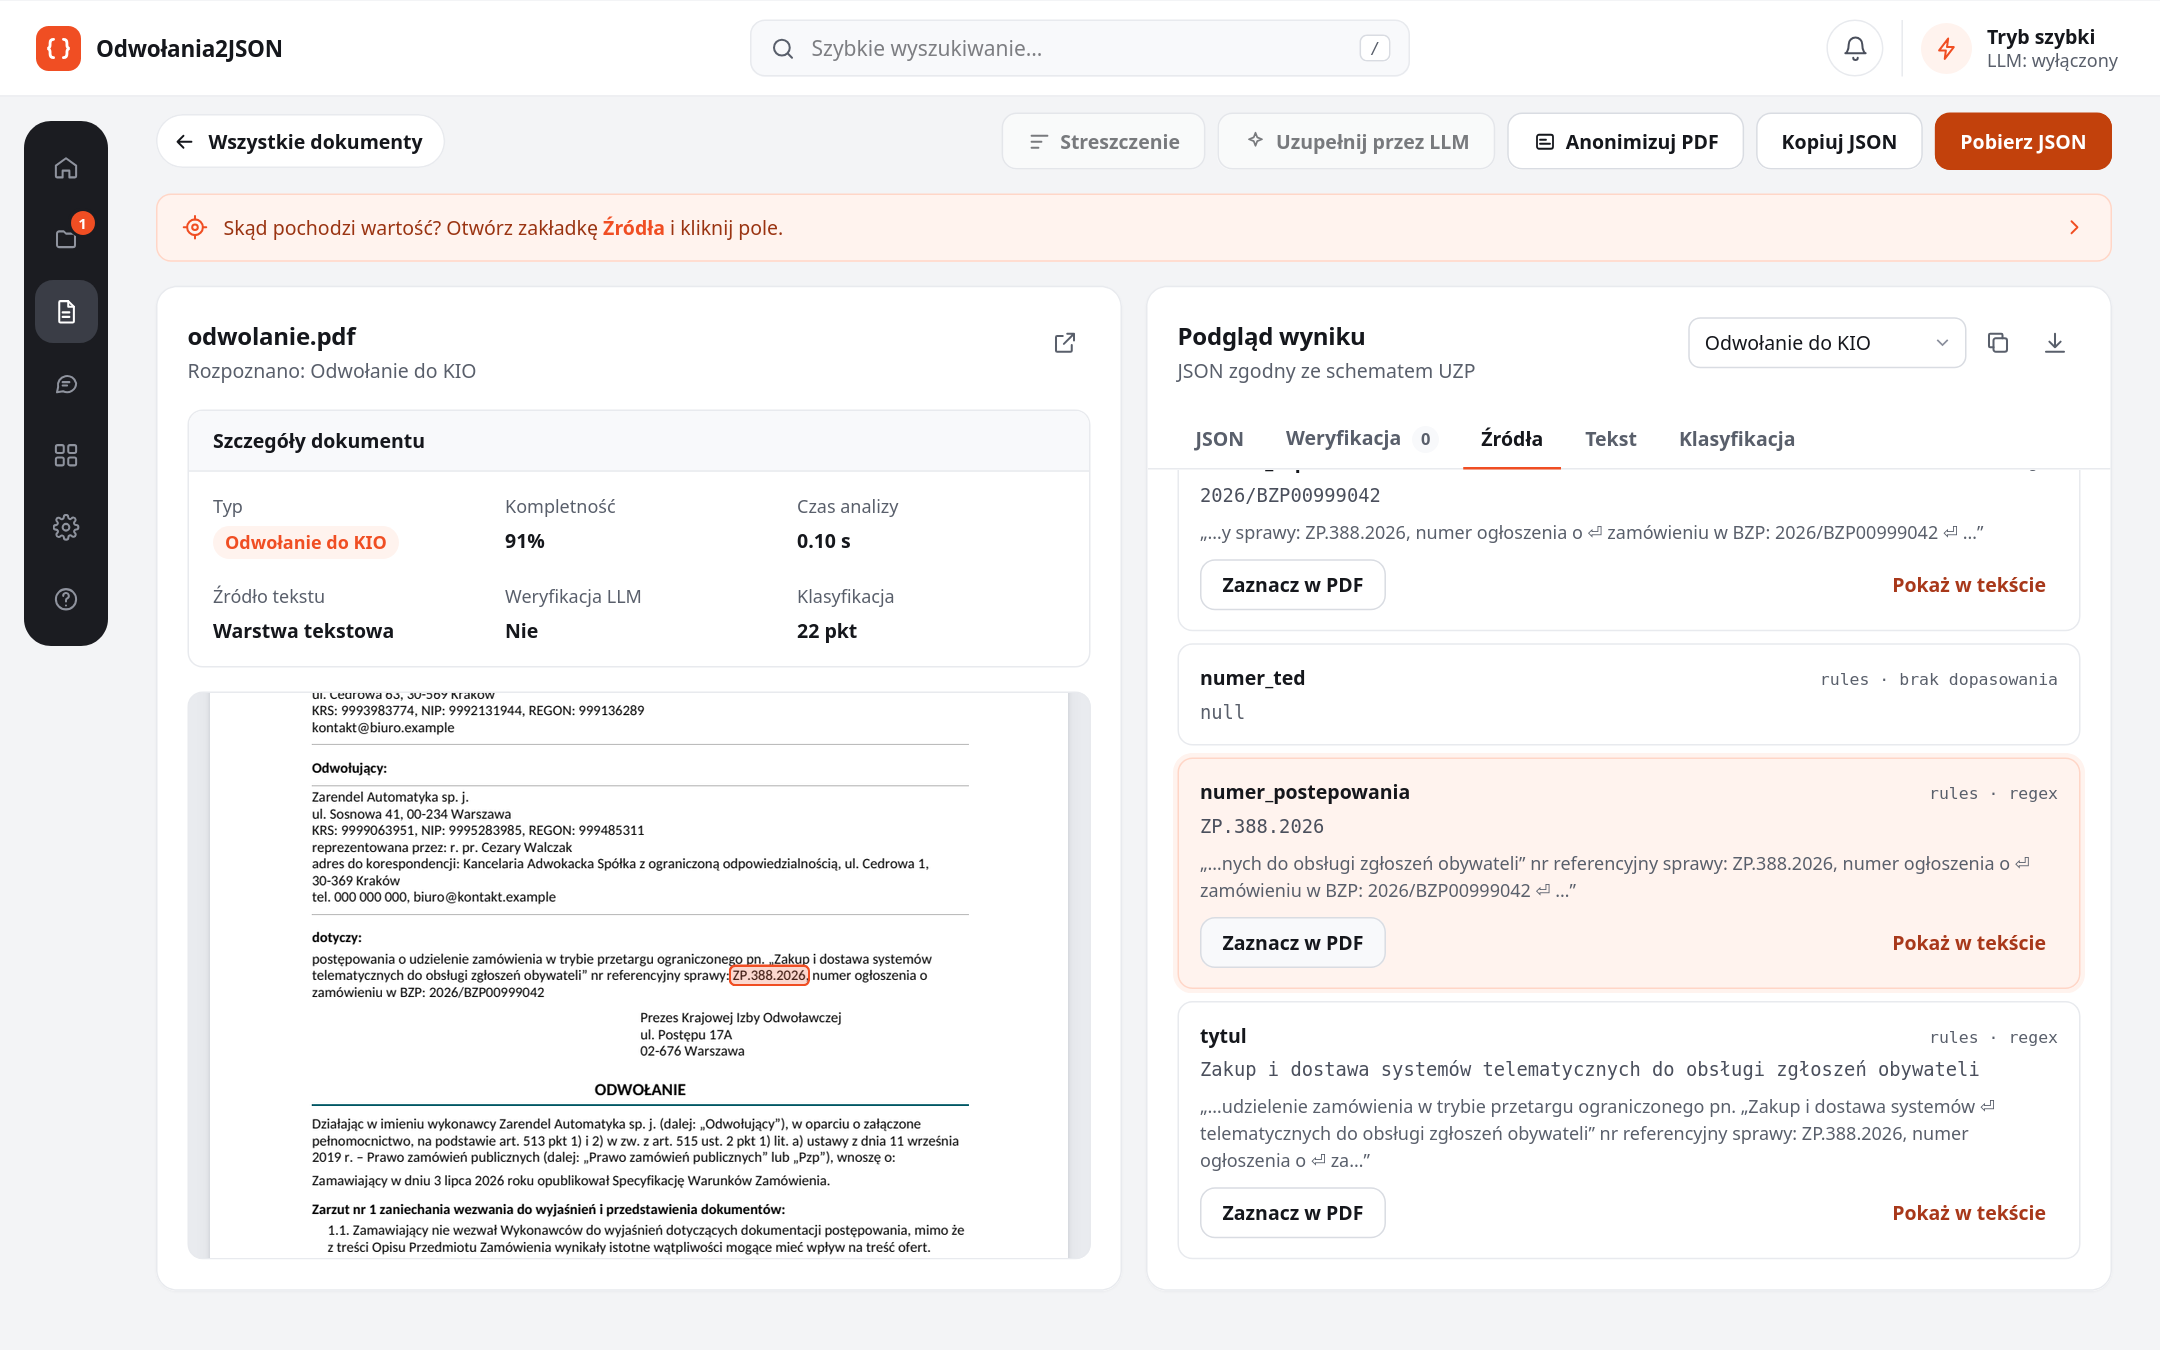 Odwołania2JSON
Szybkie wyszukiwanie...
/
Tryb szybki
LLM: wyłączony
1
Wszystkie dokumenty
Streszczenie
Uzupełnij przez LLM
Anonimizuj PDF
Kopiuj JSON
Pobierz JSON
Skąd pochodzi wartość? Otwórz zakładkę Źródła i kliknij pole.
odwolanie.pdf
Rozpoznano: Odwołanie do KIO
Szczegóły dokumentu
Typ
Kompletność
Czas analizy
Odwołanie do KIO
91%
0.10 s
Źródło tekstu
Weryfikacja LLM
Klasyfikacja
Warstwa tekstowa
Nie
22 pkt
ul. Cedrowa 63, 30-569 Kraków
KRS: 9993983774, NIP: 9992131944, REGON: 999136289
kontakt@biuro.example
Odwołujący:
Zarendel Automatyka sp. j.
ul. Sosnowa 41, 00-234 Warszawa
KRS: 9999063951, NIP: 9995283985, REGON: 999485311
reprezentowana przez: r. pr. Cezary Walczak
adres do korespondencji: Kancelaria Adwokacka Spółka z ograniczoną odpowiedzialnością, ul. Cedrowa 1,
30-369 Kraków
tel. 000 000 000, biuro@kontakt.example
dotyczy:
postępowania o udzielenie zamówienia w trybie przetargu ograniczonego pn. „Zakup i dostawa systemów
telematycznych do obsługi zgłoszeń obywateli” nr referencyjny sprawy: ZP.388.2026, numer ogłoszenia o
zamówieniu w BZP: 2026/BZP00999042
Prezes Krajowej Izby Odwoławczej
ul. Postępu 17A
02-676 Warszawa
ODWOŁANIE
Działając w imieniu wykonawcy Zarendel Automatyka sp. j. (dalej: „Odwołujący”), w oparciu o załączone
pełnomocnictwo, na podstawie art. 513 pkt 1) i 2) w zw. z art. 515 ust. 2 pkt 1) lit. a) ustawy z dnia 11 września
2019 r. – Prawo zamówień publicznych (dalej: „Prawo zamówień publicznych” lub „Pzp”), wnoszę o:
Zamawiający w dniu 3 lipca 2026 roku opublikował Specyfikację Warunków Zamówienia.
Zarzut nr 1 zaniechania wezwania do wyjaśnień i przedstawienia dokumentów:
1.1. Zamawiający nie wezwał Wykonawców do wyjaśnień dotyczących dokumentacji postępowania, mimo że
z treści Opisu Przedmiotu Zamówienia wynikały istotne wątpliwości mogące mieć wpływ na treść ofert.
Podgląd wyniku
JSON zgodny ze schematem UZP
Odwołanie do KIO
JSON
Weryfikacja 0
Źródła
Tekst
Klasyfikacja
2026/BZP00999042
„…y sprawy: ZP.388.2026, numer ogłoszenia o ⏎ zamówieniu w BZP: 2026/BZP00999042 ⏎ …”
Zaznacz w PDF
Pokaż w tekście
numer_ted
rules · brak dopasowania
null
numer_postepowania
rules · regex
ZP.388.2026
„…nych do obsługi zgłoszeń obywateli” nr referencyjny sprawy: ZP.388.2026, numer ogłoszenia o ⏎
zamówieniu w BZP: 2026/BZP00999042 ⏎ …”
Zaznacz w PDF
Pokaż w tekście
tytul
rules · regex
Zakup i dostawa systemów telematycznych do obsługi zgłoszeń obywateli
„…udzielenie zamówienia w trybie przetargu ograniczonego pn. „Zakup i dostawa systemów ⏎
telematycznych do obsługi zgłoszeń obywateli” nr referencyjny sprawy: ZP.388.2026, numer
ogłoszenia o ⏎ za…”
Zaznacz w PDF
Pokaż w tekście